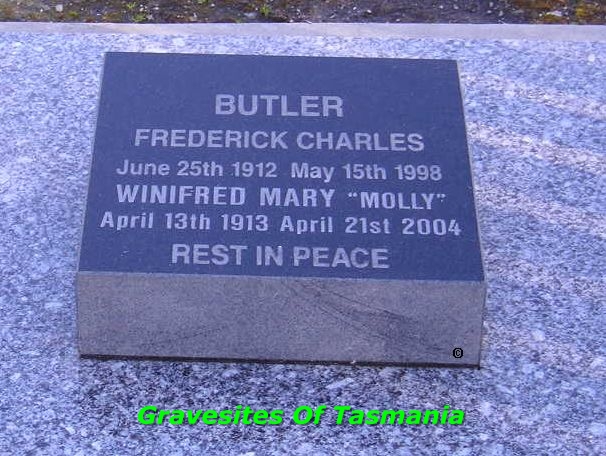 BUTLER
FREDERICK CHARLES
June 25th 1912 May 15th 1998
WINIFRED MARY "MOLLY"
April 13th 1913 April 21st 2004
REST IN PEACE
©
Gravesites Of Tasmania